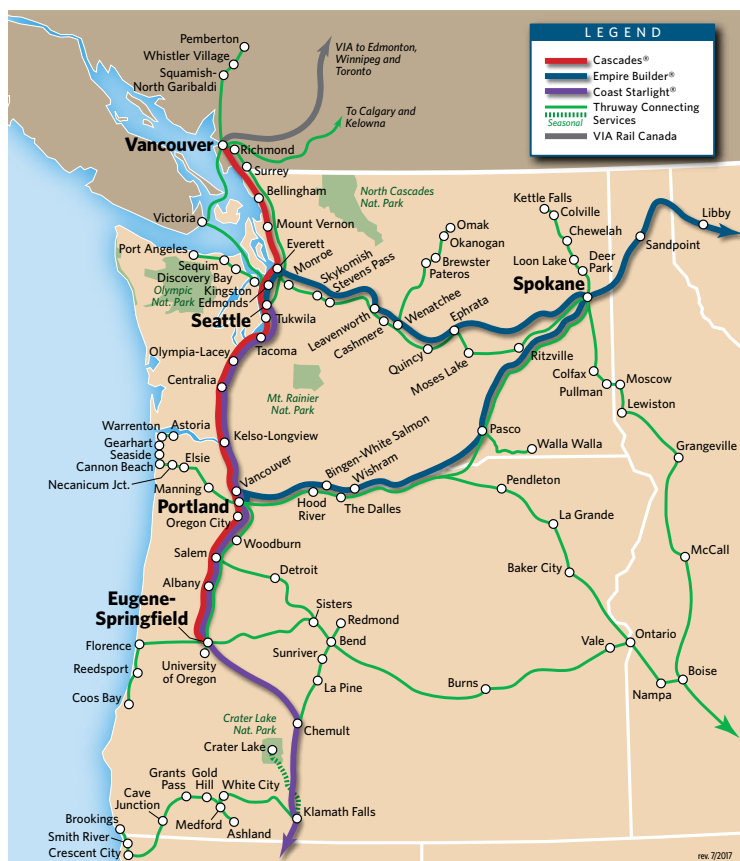 LEGEND
Cascades®
Empire Builder®
Coast Starlight®
Thruway Connecting
Services
Seasonal
VIA Rail Canada
Pemberton
Whistler Village
Squamish-
North Garibaldi
VIA to Edmonton,
Winnipeg and
Toronto
To Calgary and
Kelowna
Vancouver
Richmond
Surrey
Bellingham
North Cascades
Nat. Park
Victoria
Mount Vernon
Everett
Monroe
Skykomish
Stevens Pass
Port Angeles
Sequim
Discovery Bay
Olympic
Nat. Park
Kingston
Edmonds
Seattle
Tukwila
Tacoma
Leavenworth
Cashmere
Wenatchee
Omak
Okanogan
Brewster
Pateros
Ephrata
Quincy
Moses Lake
Ritzville
Kettle Falls
Colville
Chewelah
Loon Lake
Deer
Park
Spokane
Sandpoint
Libby
Olympia-Lacey
Centralia
Mt. Rainier
Nat. Park
Colfax
Pullman
Moscow
Lewiston
Grangeville
Warrenton
Astoria
Gearhart
Seaside
Cannon Beach
Elsie
Necanicum Jct.
Manning
Kelso-Longview
Vancouver
Portland
Oregon City
Bingen-White Salmon
Wishram
Hood
River
The Dalles
Pasco
Walla Walla
Pendleton
La Grande
Baker City
McCall
Woodburn
Salem
Detroit
Albany
Eugene-
Springfield
Sisters
Redmond
Bend
Sunriver
La Pine
Florence
Reedsport
Coos Bay
University
of Oregon
Burns
Vale
Ontario
Nampa
Boise
Crater Lake
Nat. Park
Crater Lake
Chemult
Grants
Pass
Gold
Hill
White City
Cave
Junction
Medford
Ashland
Klamath Falls
Brookings
Smith River
Crescent City
rev. 7/2017